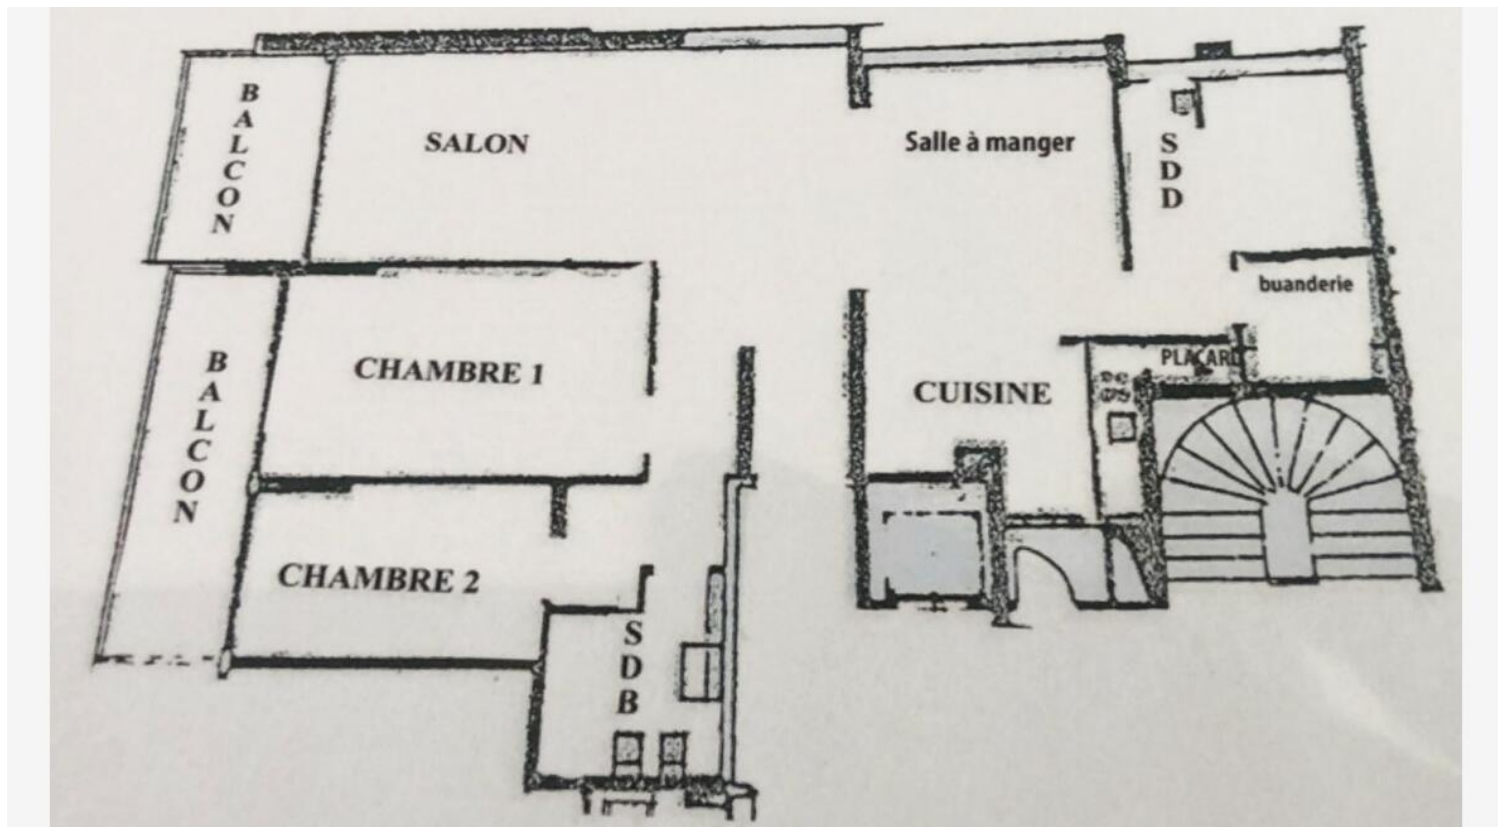 BALCON
SALON
Salle à manger
SDD
buanderie
PLACARD
BALCON
CHAMBRE 1
CUISINE
CHAMBRE 2
SDB